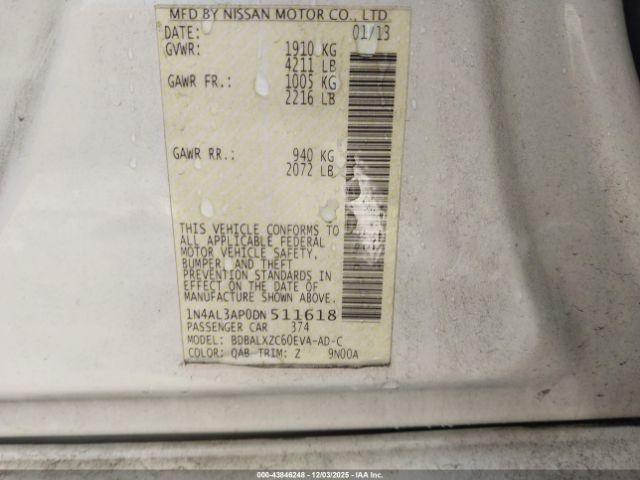 MFD BY NISSAN MOTOR CO., LTD.
DATE: 01/13
GVWR: 1910 KG
4211 LB
GAWR FR.: 1005 KG
2216 LB
GAWR RR.: 940 KG
2072 LB
THIS VEHICLE CONFORMS TO
ALL APPLICABLE FEDERAL
MOTOR VEHICLE SAFETY,
BUMPER, AND THEFT
PREVENTION STANDARDS IN
EFFECT ON THE DATE OF
MANUFACTURE SHOWN ABOVE.
1N4AL3AP0DN511618
PASSENGER CAR 374
MODEL: BDBALXZC60EVA-AD-C
COLOR: QAB TRIM: Z 9N00A
000-43846248 - 12/03/2025 - IAA Inc.